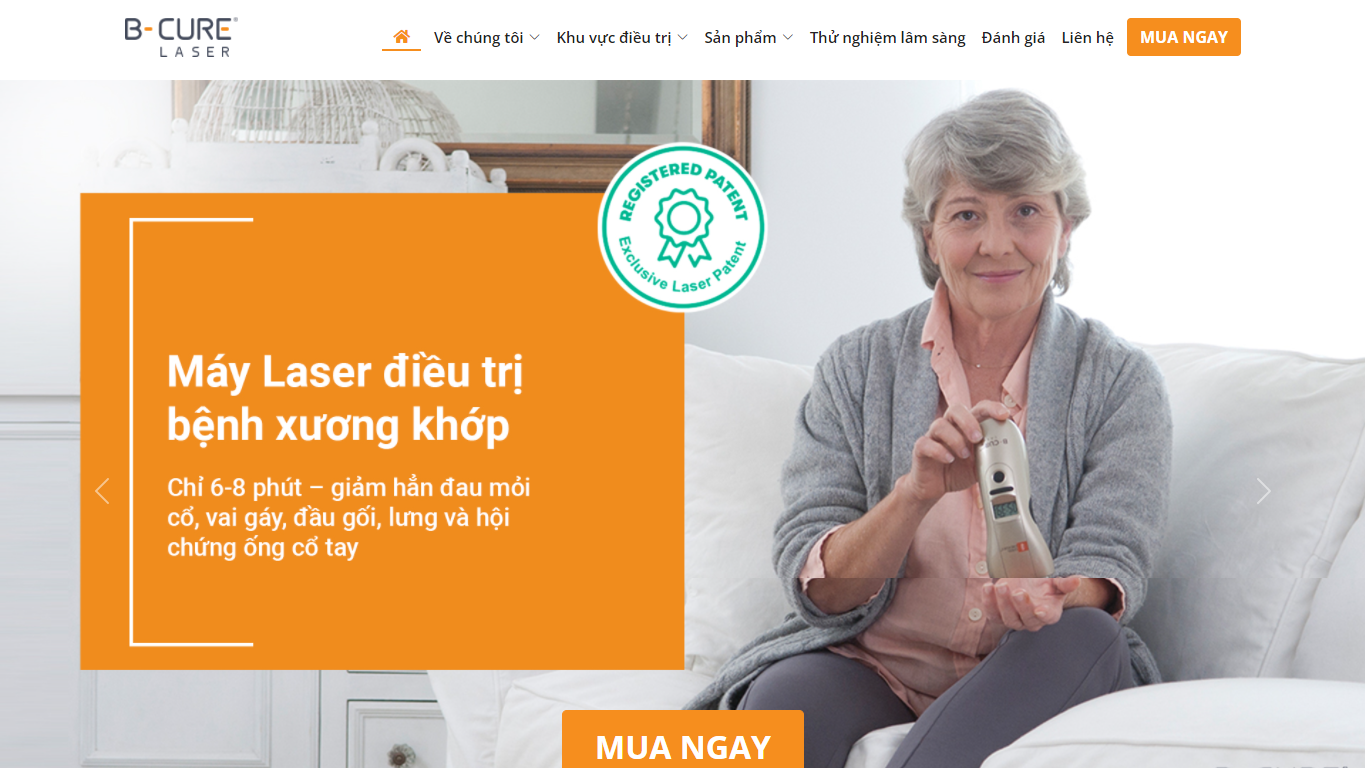 B-CURE®
LASER
Về chúng tôi
Khu vực điều trị
Sản phẩm
Thử nghiệm lâm sàng
Đánh giá
Liên hệ
MUA NGAY
REGISTERED PATENT
Exclusive Laser Patent
Máy Laser điều trị
bệnh xương khớp
Chỉ 6-8 phút – giảm hẳn đau mỏi
cổ, vai gáy, đầu gối, lưng và hội
chứng ống cổ tay
MUA NGAY